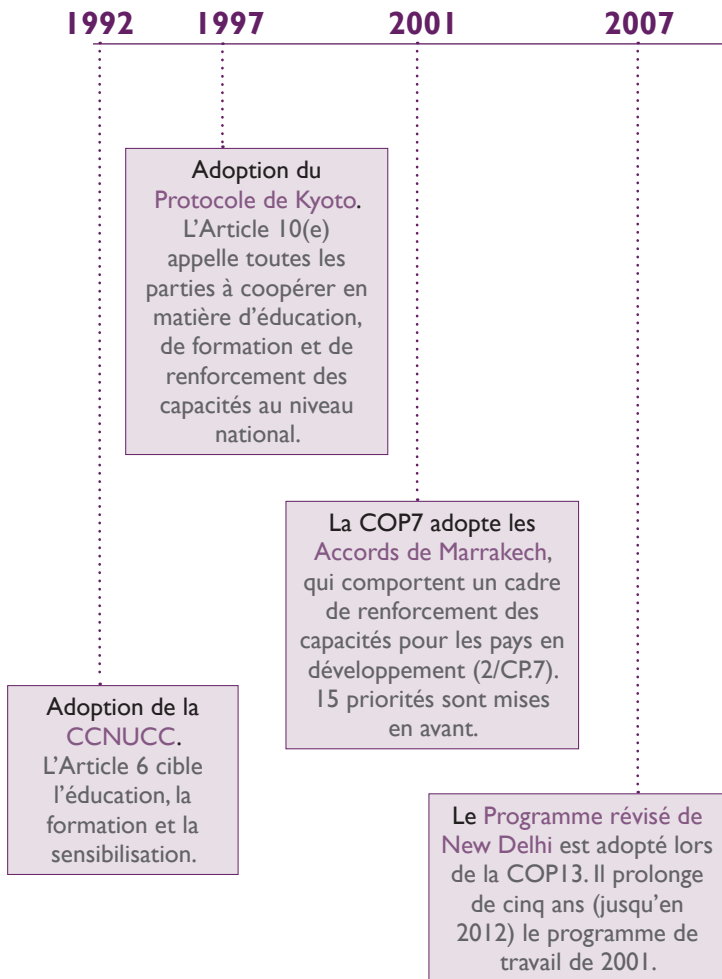 1992 1997 2001 2007
Adoption du
Protocole de Kyoto.
L'Article 10(e)
appelle toutes les
parties à coopérer en
matière d'éducation,
de formation et de
renforcement des
capacités au niveau
national.
La COP7 adopte les
Accords de Marrakech,
qui comportent un cadre
de renforcement des
capacités pour les pays en
développement (2/CP.7).
15 priorités sont mises
en avant.
Adoption de la
CCNUCC.
L'Article 6 cible
l'éducation, la
formation et la
sensibilisation.
Le Programme révisé de
New Delhi est adopté lors
de la COP13. Il prolonge
de cinq ans (jusqu'en
2012) le programme de
travail de 2001.